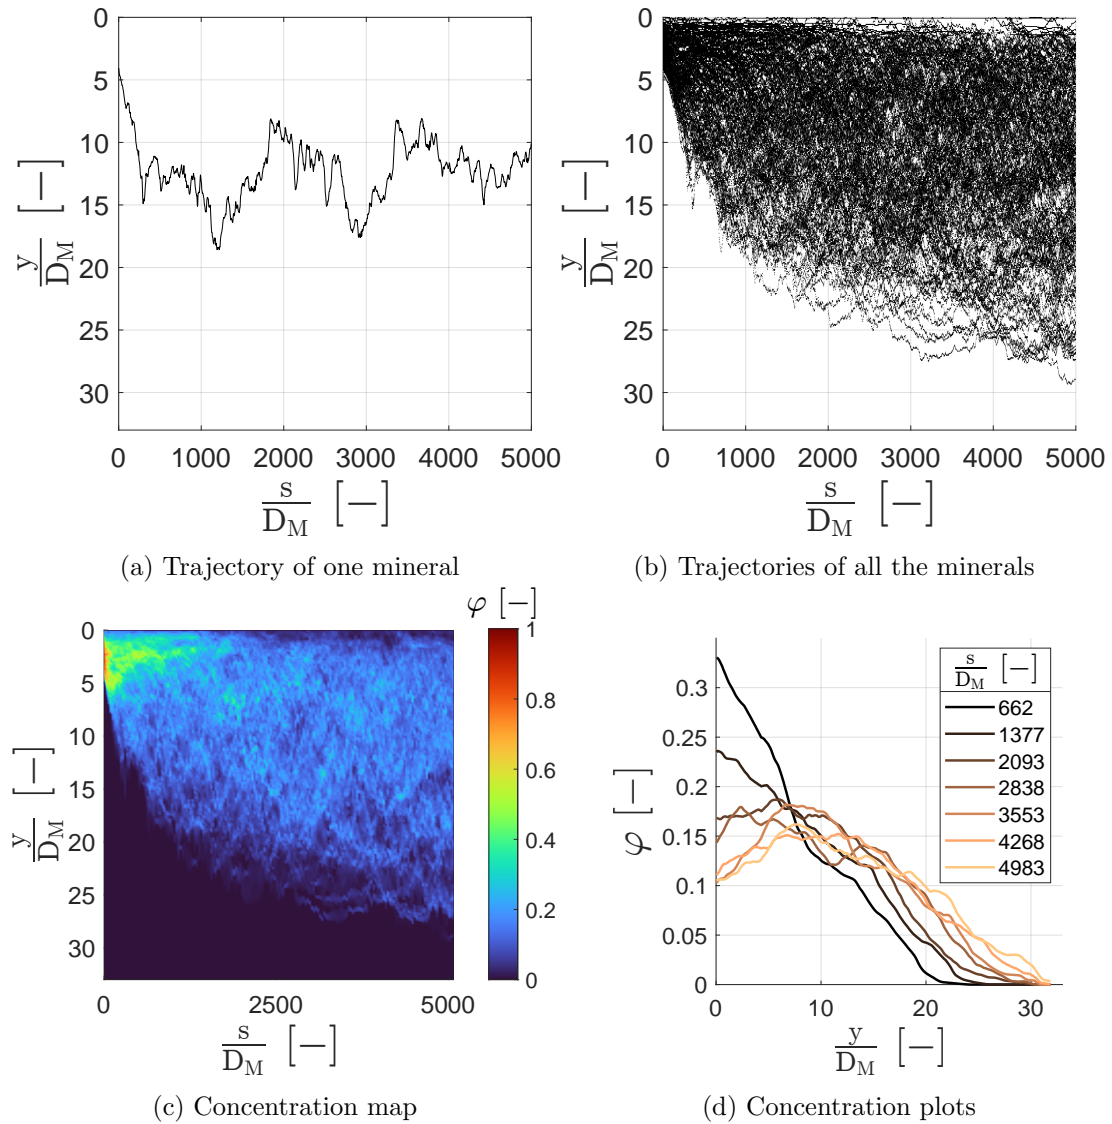 0
5
10
15
20
25
30
y/D_M [−]
0 1000 2000 3000 4000 5000
s/D_M [−]
(a) Trajectory of one mineral
0
5
10
15
20
25
30
y/D_M [−]
0 1000 2000 3000 4000 5000
s/D_M [−]
(b) Trajectories of all the minerals
φ [−]
0
5
10
15
20
25
30
y/D_M [−]
0 2500 5000
s/D_M [−]
1
0.8
0.6
0.4
0.2
0
(c) Concentration map
0.3
0.25
0.2
0.15
0.1
0.05
0
φ [−]
s/D_M [−]
662
1377
2093
2838
3553
4268
4983
0 10 20 30
y/D_M [−]
(d) Concentration plots